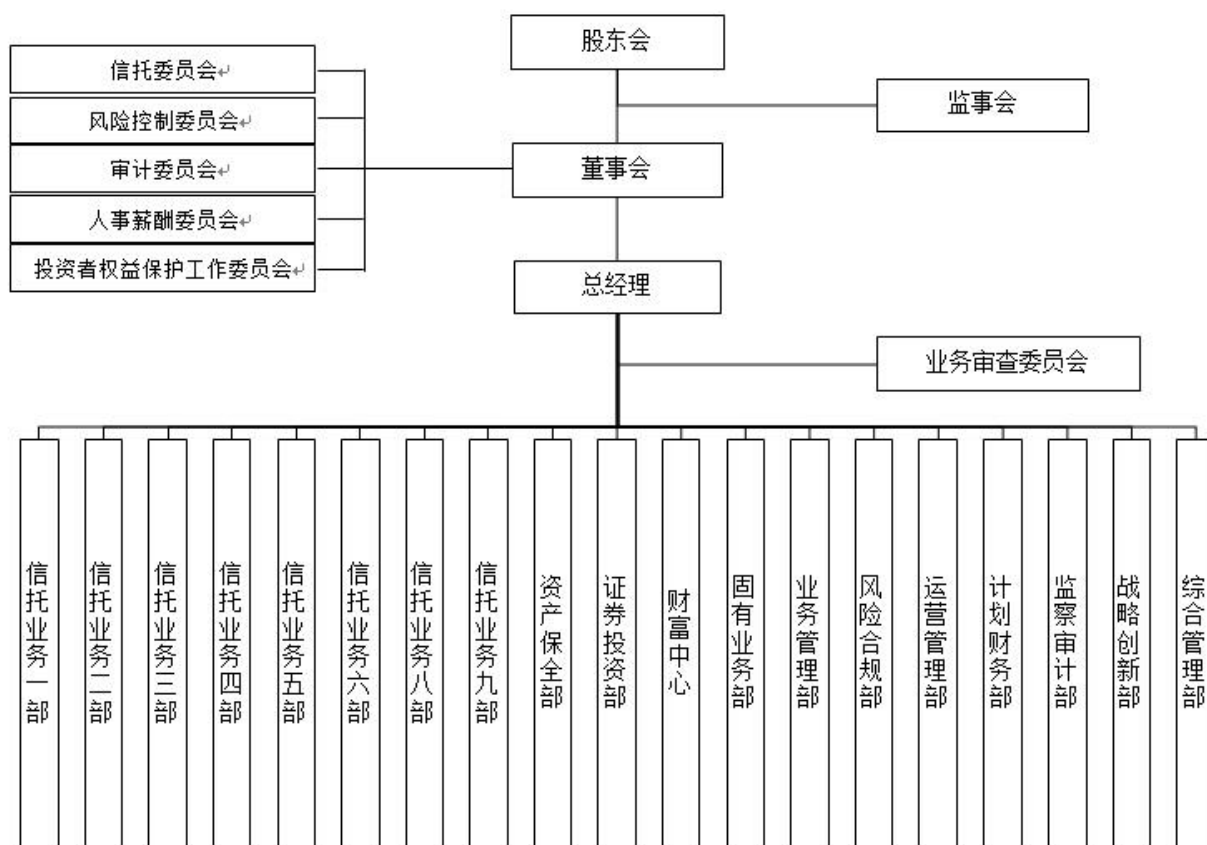 股东会
信托委员会
风险控制委员会
审计委员会
人事薪酬委员会
投资者权益保护工作委员会
监事会
董事会
总经理
业务审查委员会
信托业务一部
信托业务二部
信托业务三部
信托业务四部
信托业务五部
信托业务六部
信托业务八部
信托业务九部
资产保全部
证券投资部
财富中心
固有业务部
业务管理部
风险合规部
运营管理部
计划财务部
监察审计部
战略创新部
综合管理部